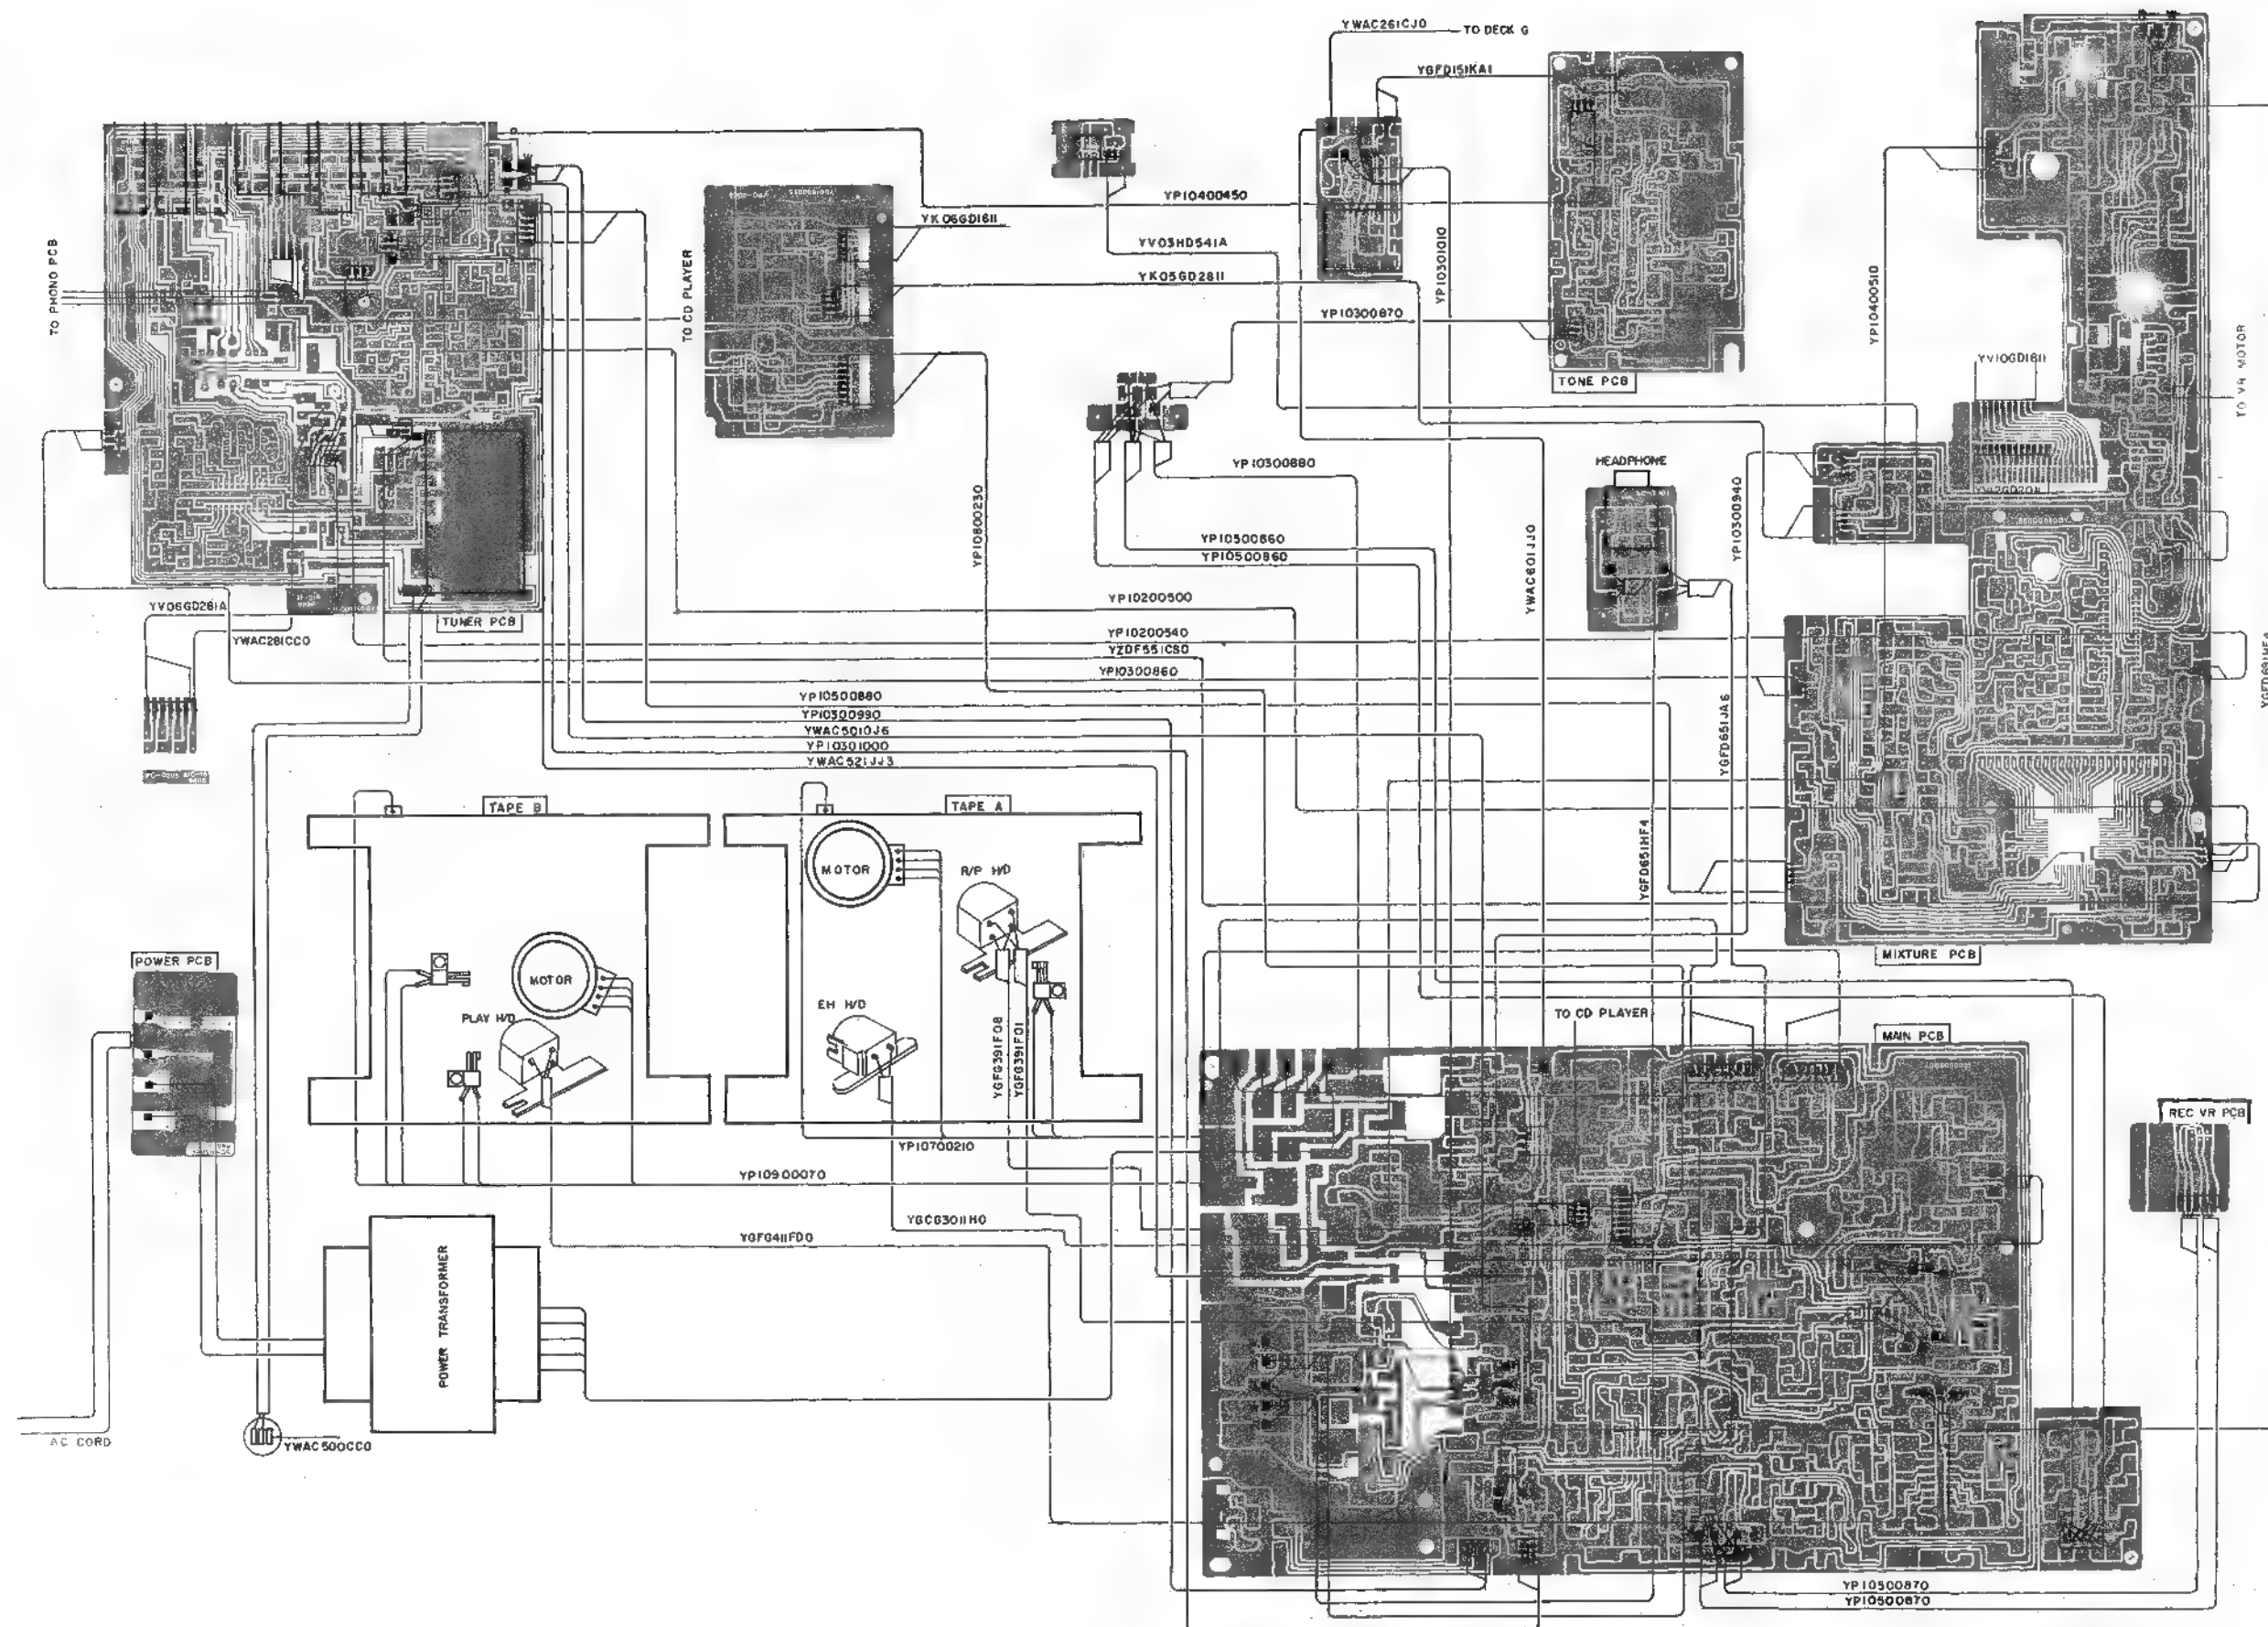 YWAC261CJ0
TO DECK G
YGFD151KA1
YP10400450
YK06GD1611
YV03HD541A
YK05GD2811
YP10300870
YP10301010
TO PHONO PCB
TO CD PLAYER
TONE PCB
YP10400510
YV10GD1611
TO VR MOTOR
HEADPHONE
YP10300880
YP10800230
YP10500860
YP10500860
YWAC601JJ0
YP10300940
YP10200500
YV06GD281A
TUNER PCB
YWAC281CC0
YP10200540
YZDF551CS0
YP10300860
YP10500880
YP10300990
YWAC5010J6
YP10301000
YWAC521JJ3
YGFD651JA6
YGFD651HF4
TAPE B
TAPE A
MOTOR
R/P H/D
MIXTURE PCB
POWER PCB
MOTOR
PLAY H/D
EH H/D
YGFG391F08
YGFG391F01
TO CD PLAYER
MAIN PCB
REC VR PCB
YP10700210
YP10900070
YGCG3011H0
YGFG411FD0
POWER TRANSFORMER
AC CORD
YWAC500CC0
YP10500870
YP10500870